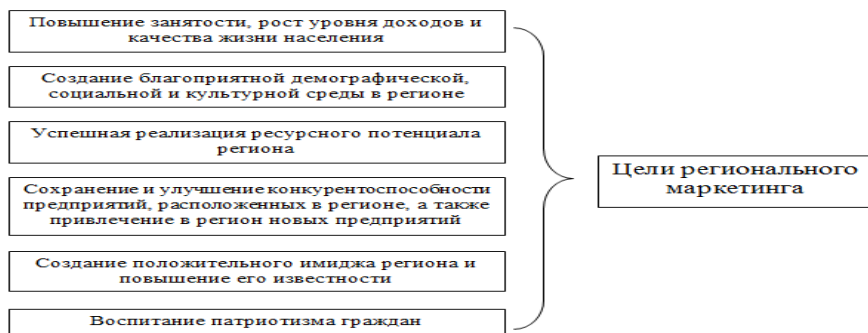 Повышение занятости, рост уровня доходов и
качества жизни населения
Создание благоприятной демографической,
социальной и культурной среды в регионе
Успешная реализация ресурсного потенциала
региона
Сохранение и улучшение конкурентоспособности
предприятий, расположенных в регионе, а также
привлечение в регион новых предприятий
Создание положительного имиджа региона и
повышение его известности
Воспитание патриотизма граждан
Цели регионального
маркетинга